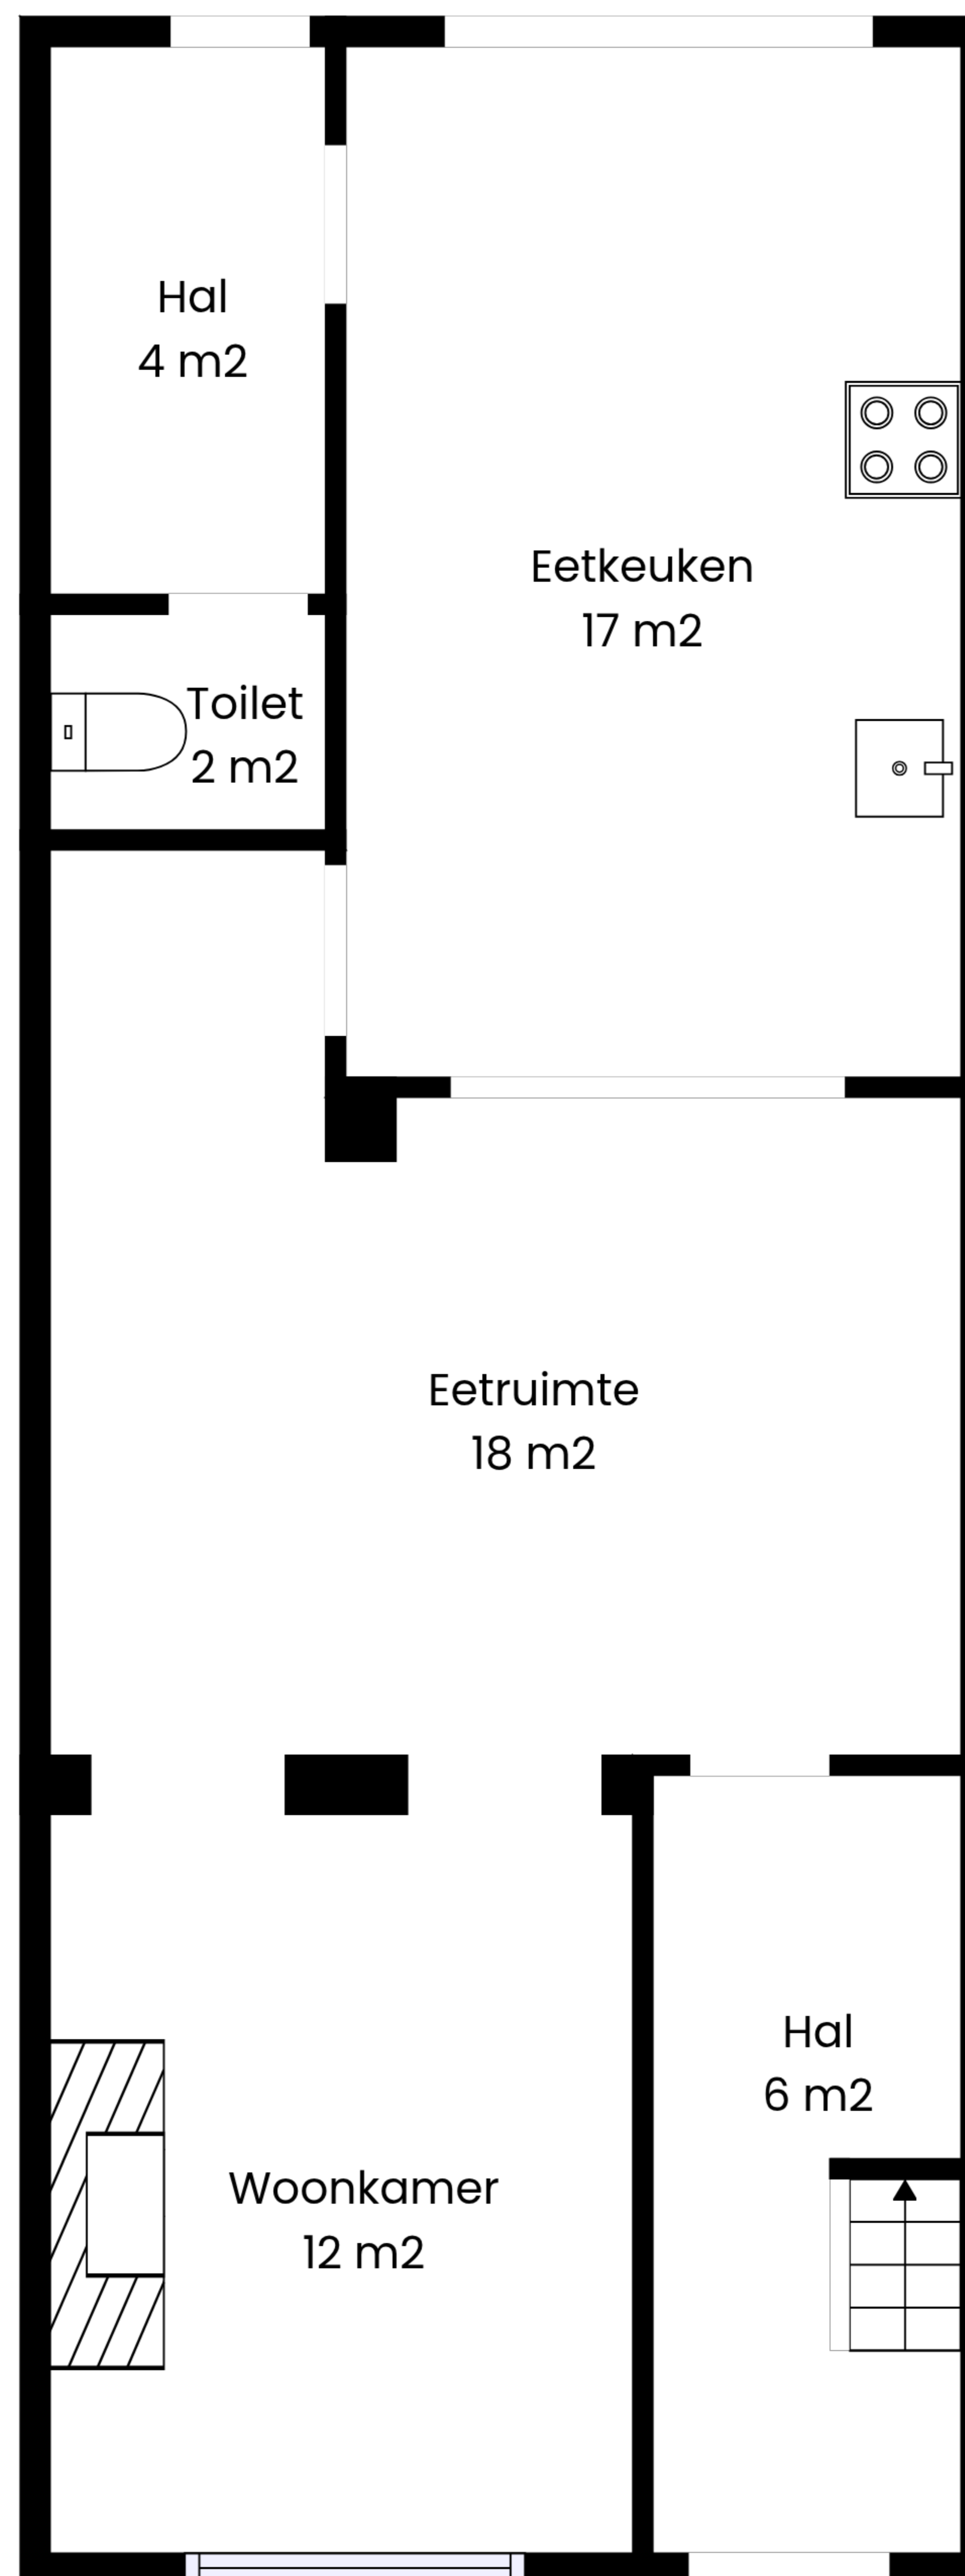 Hal
4 m2
Eetkeuken
17 m2
Toilet
2 m2
Eetruimte
18 m2
Hal
6 m2
Woonkamer
12 m2